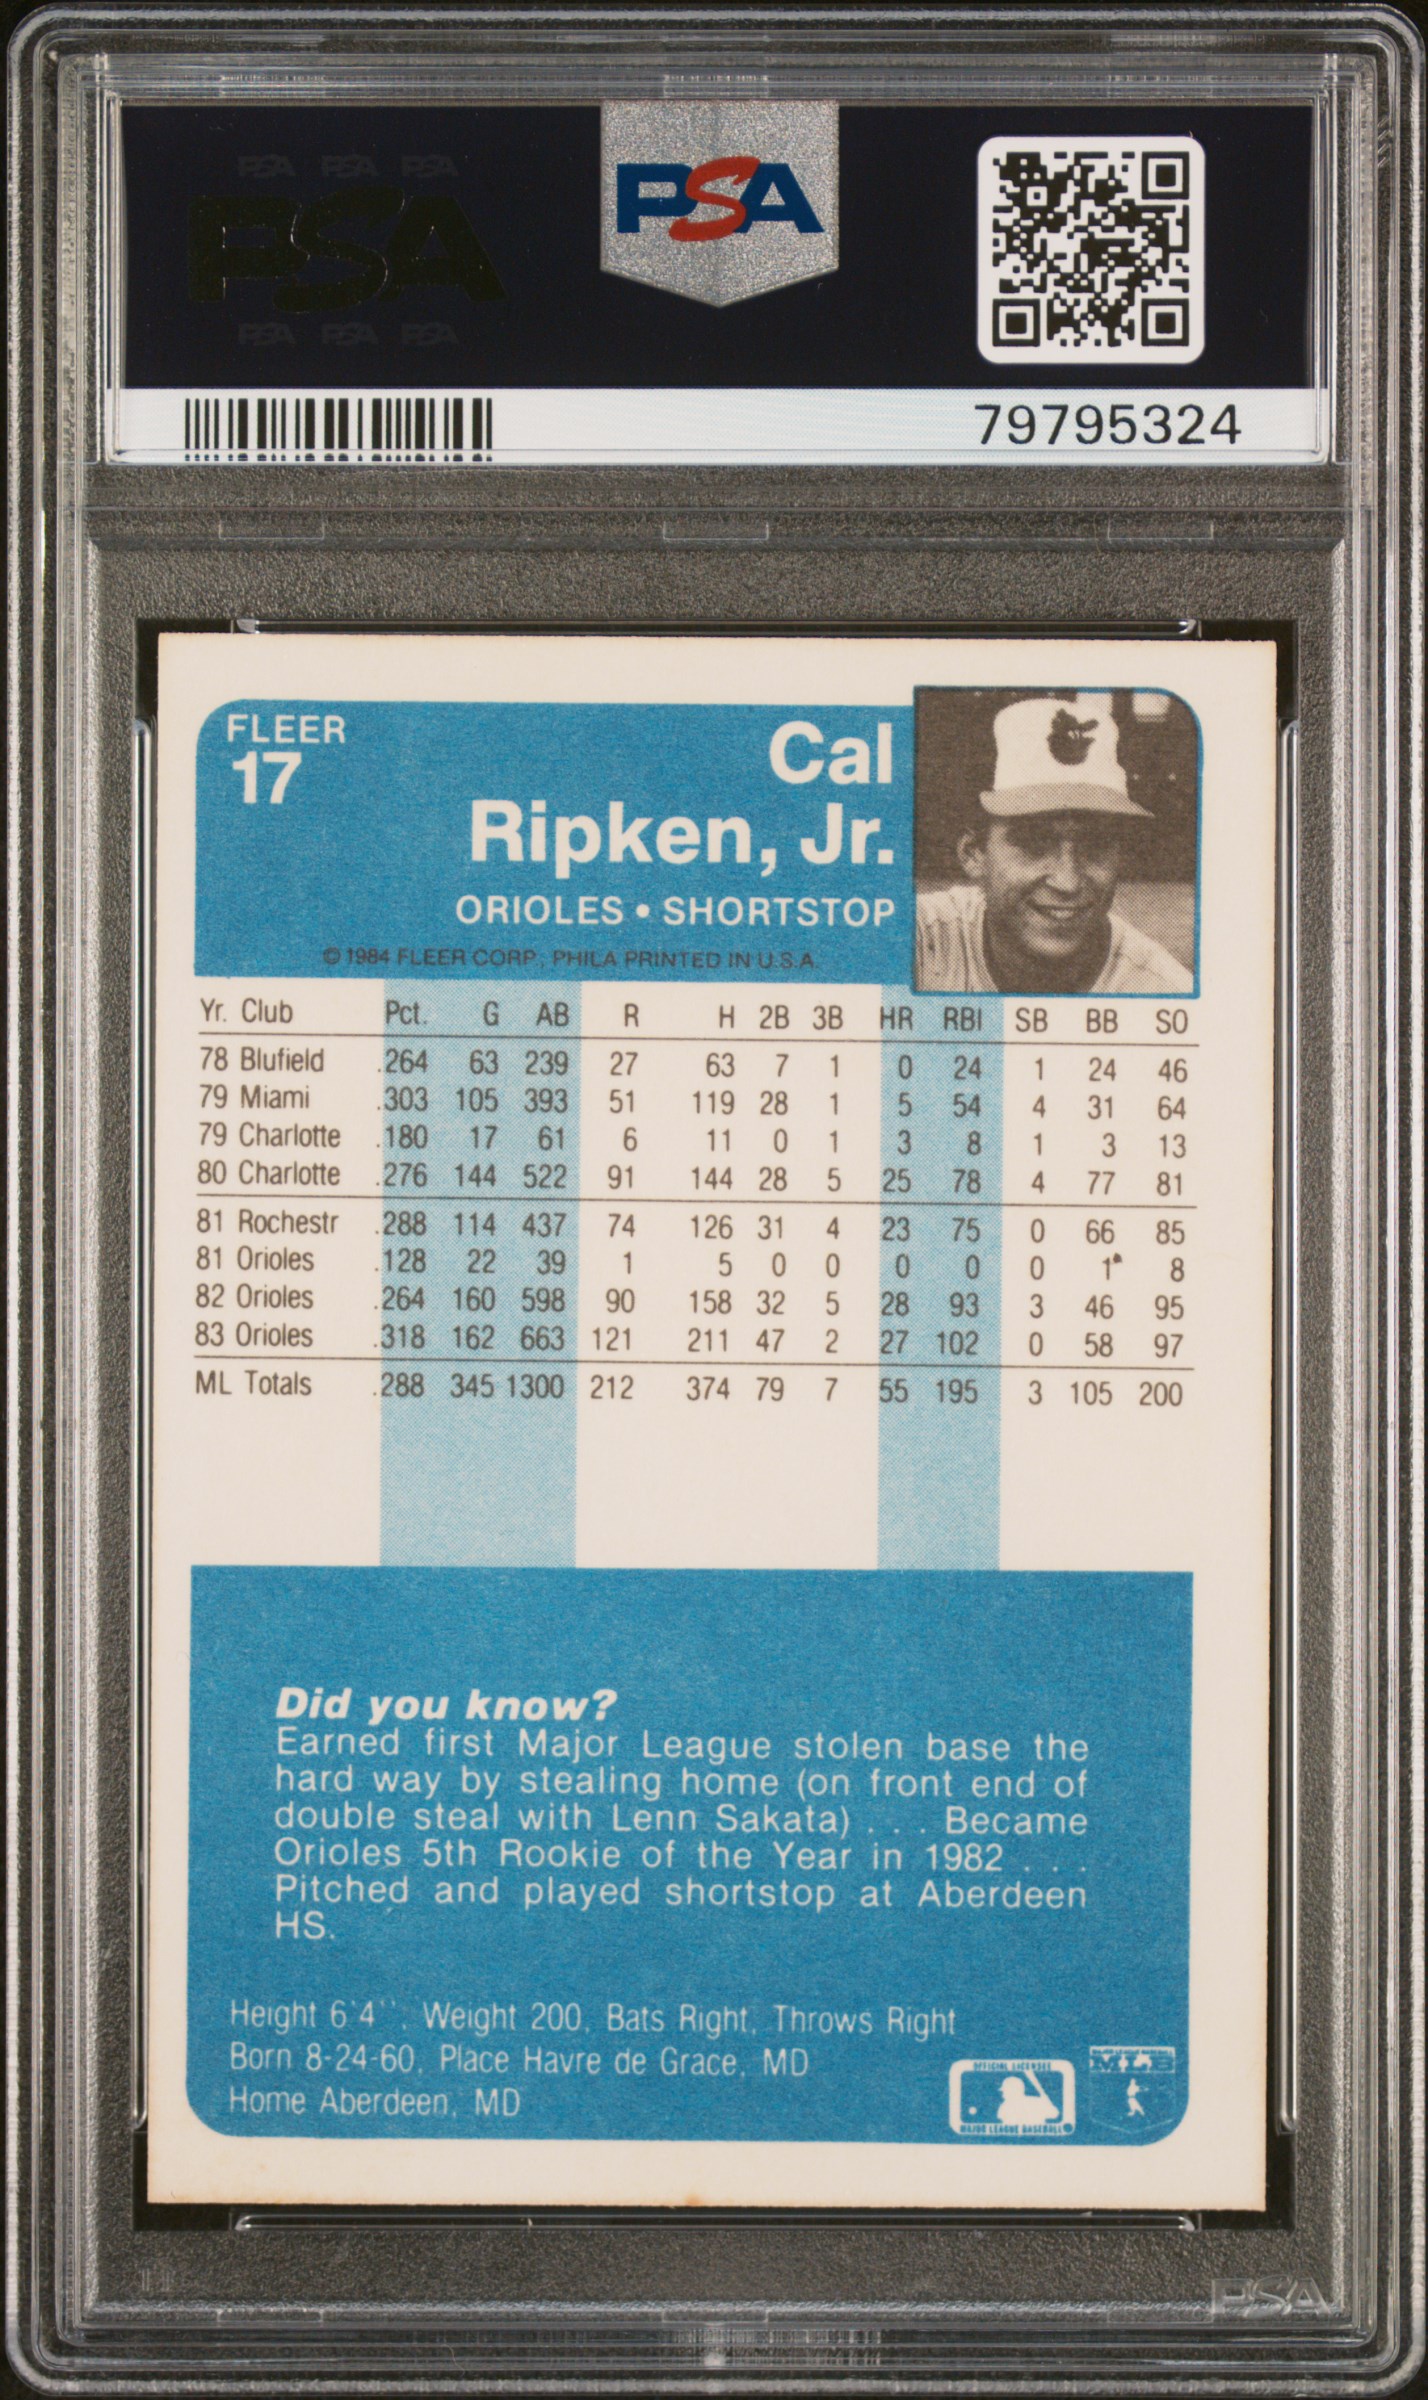 PSA PSA PSA
PSA
PSA PSA PSA
PSA
79795324
FLEER
17
Cal
Ripken, Jr.
ORIOLES • SHORTSTOP
© 1984 FLEER CORP., PHILA PRINTED IN U.S.A.
Yr. Club Pct. G AB R H 2B 3B HR RBI SB BB SO
78 Blufield .264 63 239 27 63 7 1 0 24 1 24 46
79 Miami .303 105 393 51 119 28 1 5 54 4 31 64
79 Charlotte .180 17 61 6 11 0 1 3 8 1 3 13
80 Charlotte .276 144 522 91 144 28 5 25 78 4 77 81
81 Rochestr .288 114 437 74 126 31 4 23 75 0 66 85
81 Orioles .128 22 39 1 5 0 0 0 0 0 1 8
82 Orioles .264 160 598 90 158 32 5 28 93 3 46 95
83 Orioles .318 162 663 121 211 47 2 27 102 0 58 97
ML Totals .288 345 1300 212 374 79 7 55 195 3 105 200
Did you know?
Earned first Major League stolen base the
hard way by stealing home (on front end of
double steal with Lenn Sakata) . . . Became
Orioles 5th Rookie of the Year in 1982 . . .
Pitched and played shortstop at Aberdeen
HS.
Height 6'4'', Weight 200, Bats Right, Throws Right
Born 8-24-60, Place Havre de Grace, MD
Home Aberdeen, MD
OFFICIAL LICENSEE
MAJOR LEAGUE BASEBALL
MLB
PSA